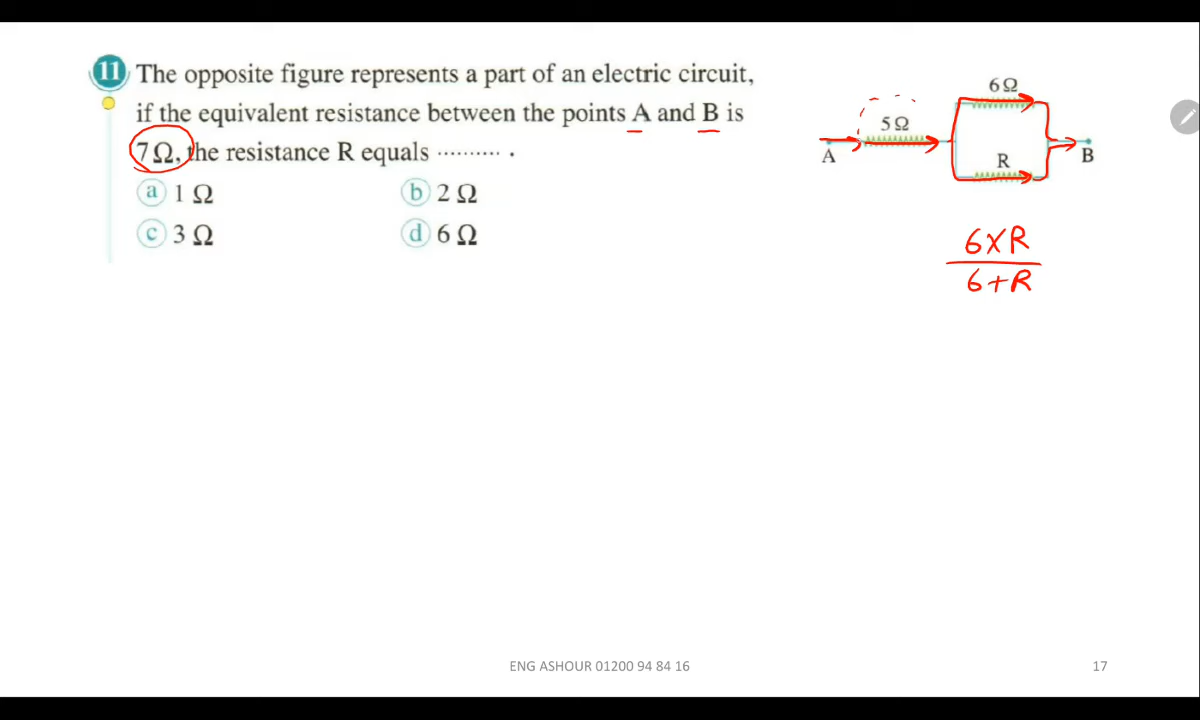 11 The opposite figure represents a part of an electric circuit,
if the equivalent resistance between the points A and B is
7 Ω, the resistance R equals .......... .
a 1 Ω
b 2 Ω
c 3 Ω
d 6 Ω
6 Ω
5 Ω
A
R
B
6×R
6+R
ENG ASHOUR 01200 94 84 16
17